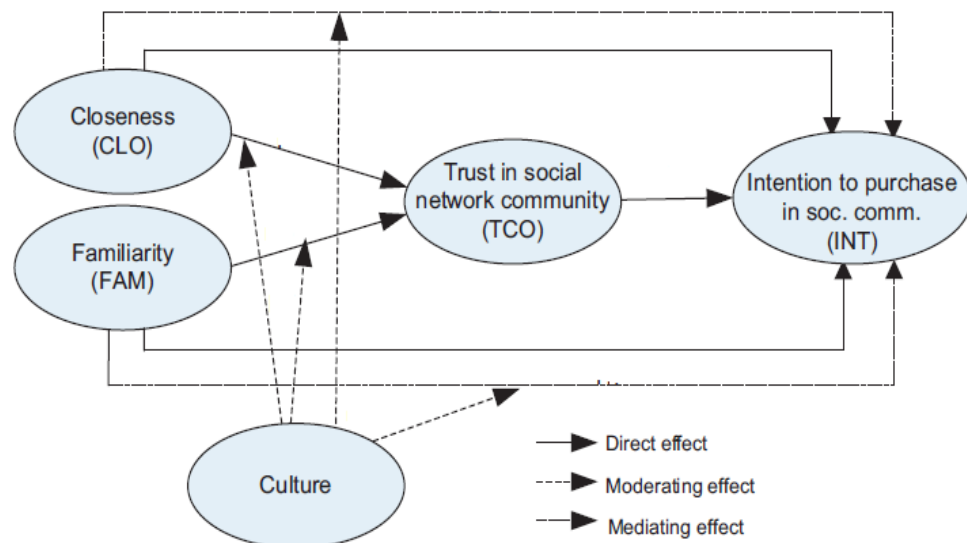 Closeness
(CLO)
Trust in social
network community
(TCO)
Intention to purchase
in soc. comm.
(INT)
Familiarity
(FAM)
Culture
Direct effect
Moderating effect
Mediating effect